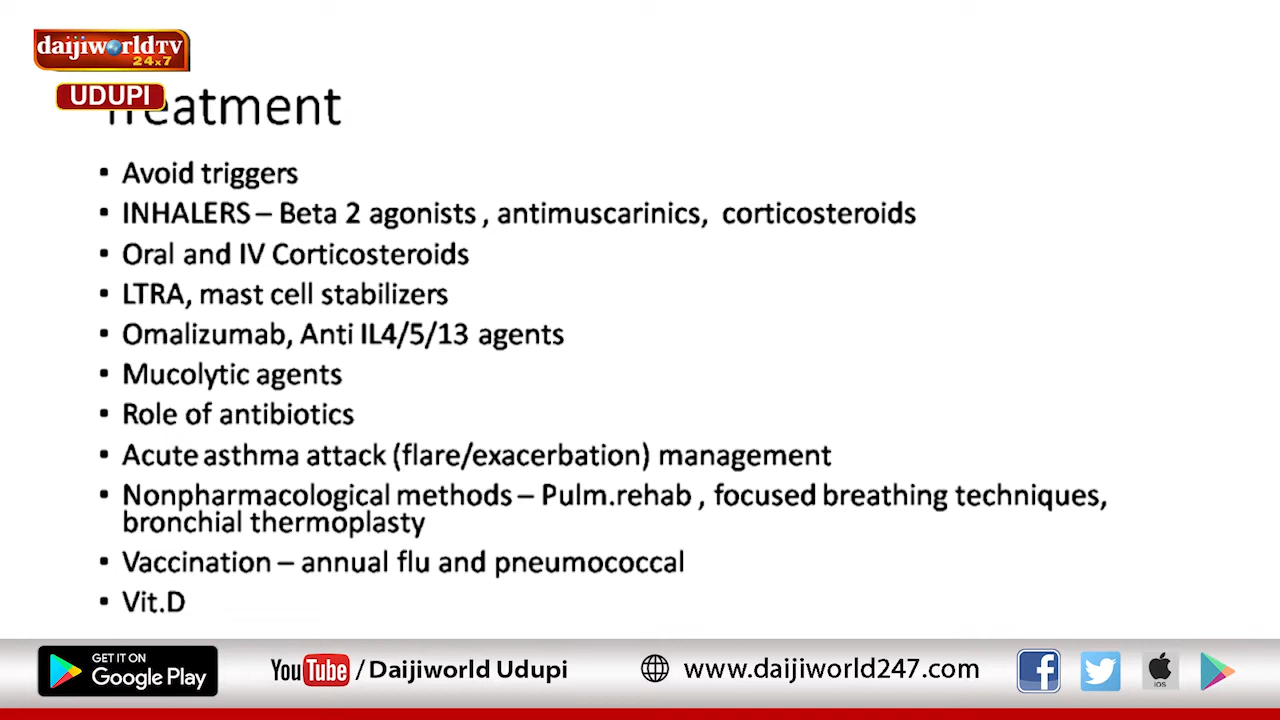 daijiworldTV
24x7
UDUPI
Treatment
▪ Avoid triggers
▪ INHALERS – Beta 2 agonists , antimuscarinics, corticosteroids
▪ Oral and IV Corticosteroids
▪ LTRA, mast cell stabilizers
▪ Omalizumab, Anti IL4/5/13 agents
▪ Mucolytic agents
▪ Role of antibiotics
▪ Acute asthma attack (flare/exacerbation) management
▪ Nonpharmacological methods – Pulm.rehab , focused breathing techniques,
bronchial thermoplasty
▪ Vaccination – annual flu and pneumococcal
▪ Vit.D
GET IT ON
Google Play
YouTube / Daijiworld Udupi
www.daijiworld247.com
iOS